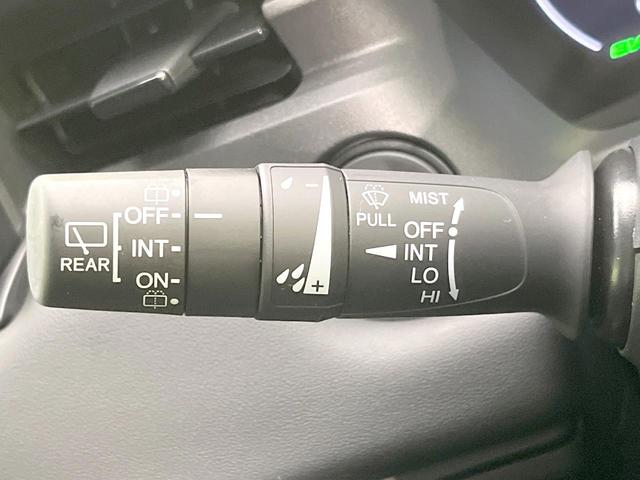 REAR
OFF
INT
ON
-
+
PULL
MIST
OFF
INT
LO
HI
EV